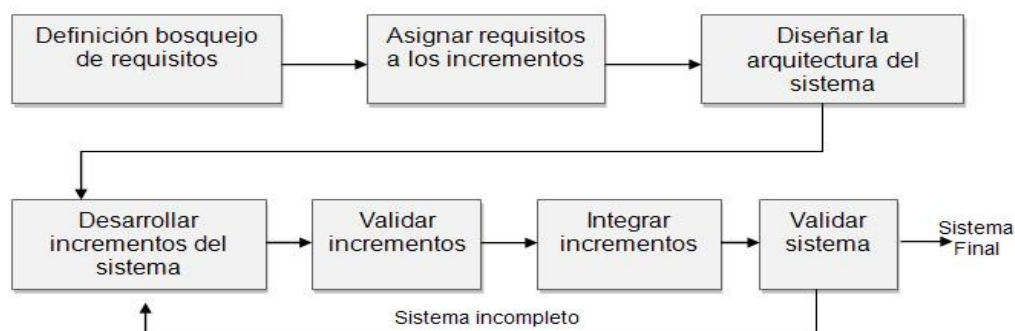 Definición bosquejo
de requisitos
Asignar requisitos
a los incrementos
Diseñar la
arquitectura del
sistema
Desarrollar
incrementos del
sistema
Validar
incrementos
Integrar
incrementos
Validar
sistema
Sistema
Final
Sistema incompleto